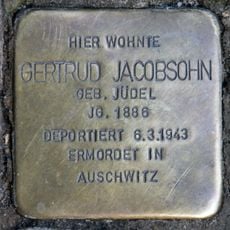 HIER WOHNTE
GERTRUD JACOBSOHN
GEB. JÜDEL
JG. 1886
DEPORTIERT 6.3.1943
ERMORDET IN
AUSCHWITZ